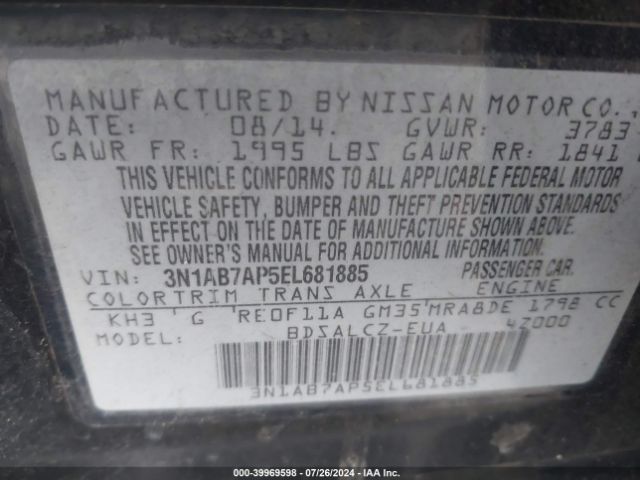 MANUFACTURED BY NISSAN MOTOR CO.,
DATE: 08/14. GVWR: 3783
GAWR FR: 1995 LBS GAWR RR: 1841
THIS VEHICLE CONFORMS TO ALL APPLICABLE FEDERAL MOTOR
VEHICLE SAFETY, BUMPER AND THEFT PREVENTION STANDARDS
IN EFFECT ON THE DATE OF MANUFACTURE SHOWN ABOVE.
SEE OWNER'S MANUAL FOR ADDITIONAL INFORMATION.
VIN: 3N1AB7AP5EL681885 PASSENGER CAR.
COLOR TRIM TRANS AXLE ENGINE
KH3 G RE0F11A GM35 MRA8DE 1798 CC
MODEL: BDSALCZ-EUA 4Z000
3N1AB7AP5EL681885
000-39969598 - 07/26/2024 - IAA Inc.